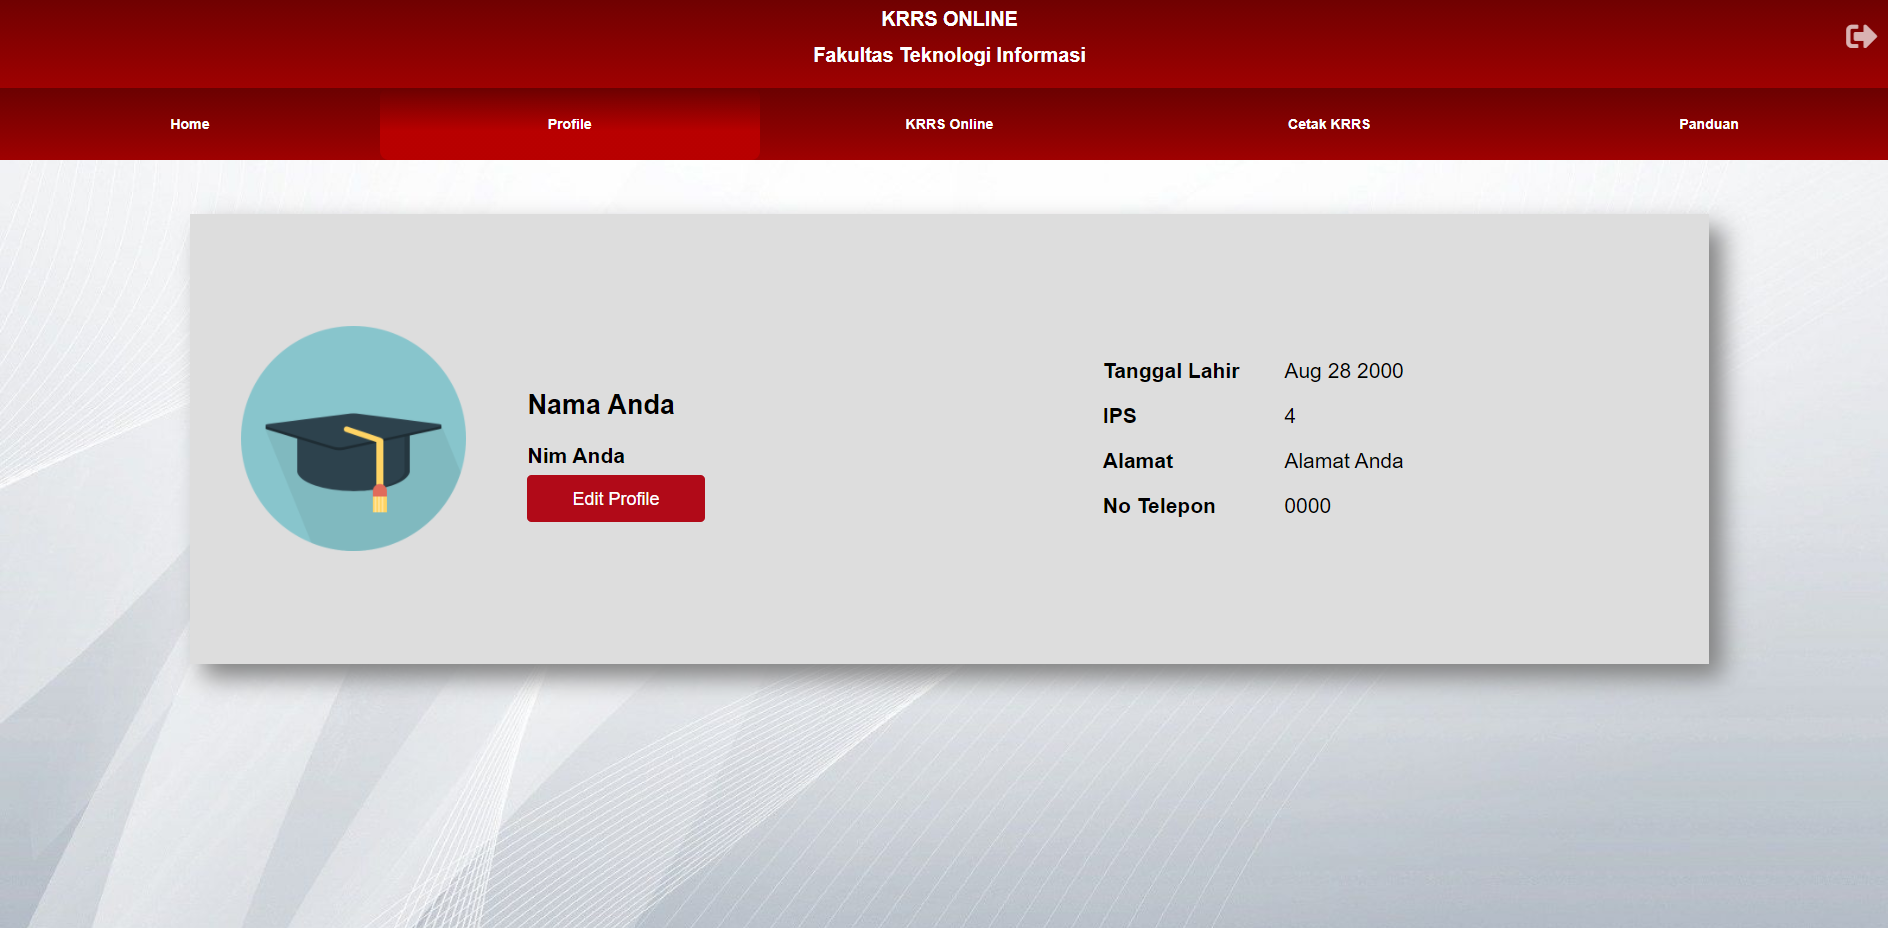 KRRS ONLINE
Fakultas Teknologi Informasi
Home
Profile
KRRS Online
Cetak KRRS
Panduan
Nama Anda
Nim Anda
Edit Profile
Tanggal Lahir Aug 28 2000
IPS 4
Alamat Alamat Anda
No Telepon 0000